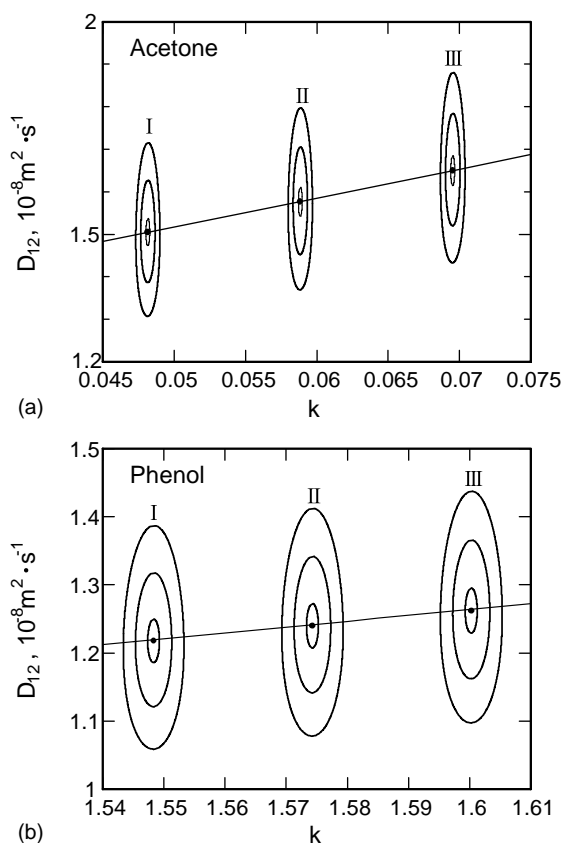 2
Acetone
III
II
I
D₁₂, 10⁻⁸m²•s⁻¹
1.5
1.2
0.045 0.05 0.055 0.06 0.065 0.07 0.075
(a)
k
1.5
Phenol
III
II
I
1.4
1.3
D₁₂, 10⁻⁸m²•s⁻¹
1.2
1.1
1
1.54 1.55 1.56 1.57 1.58 1.59 1.6 1.61
(b)
k